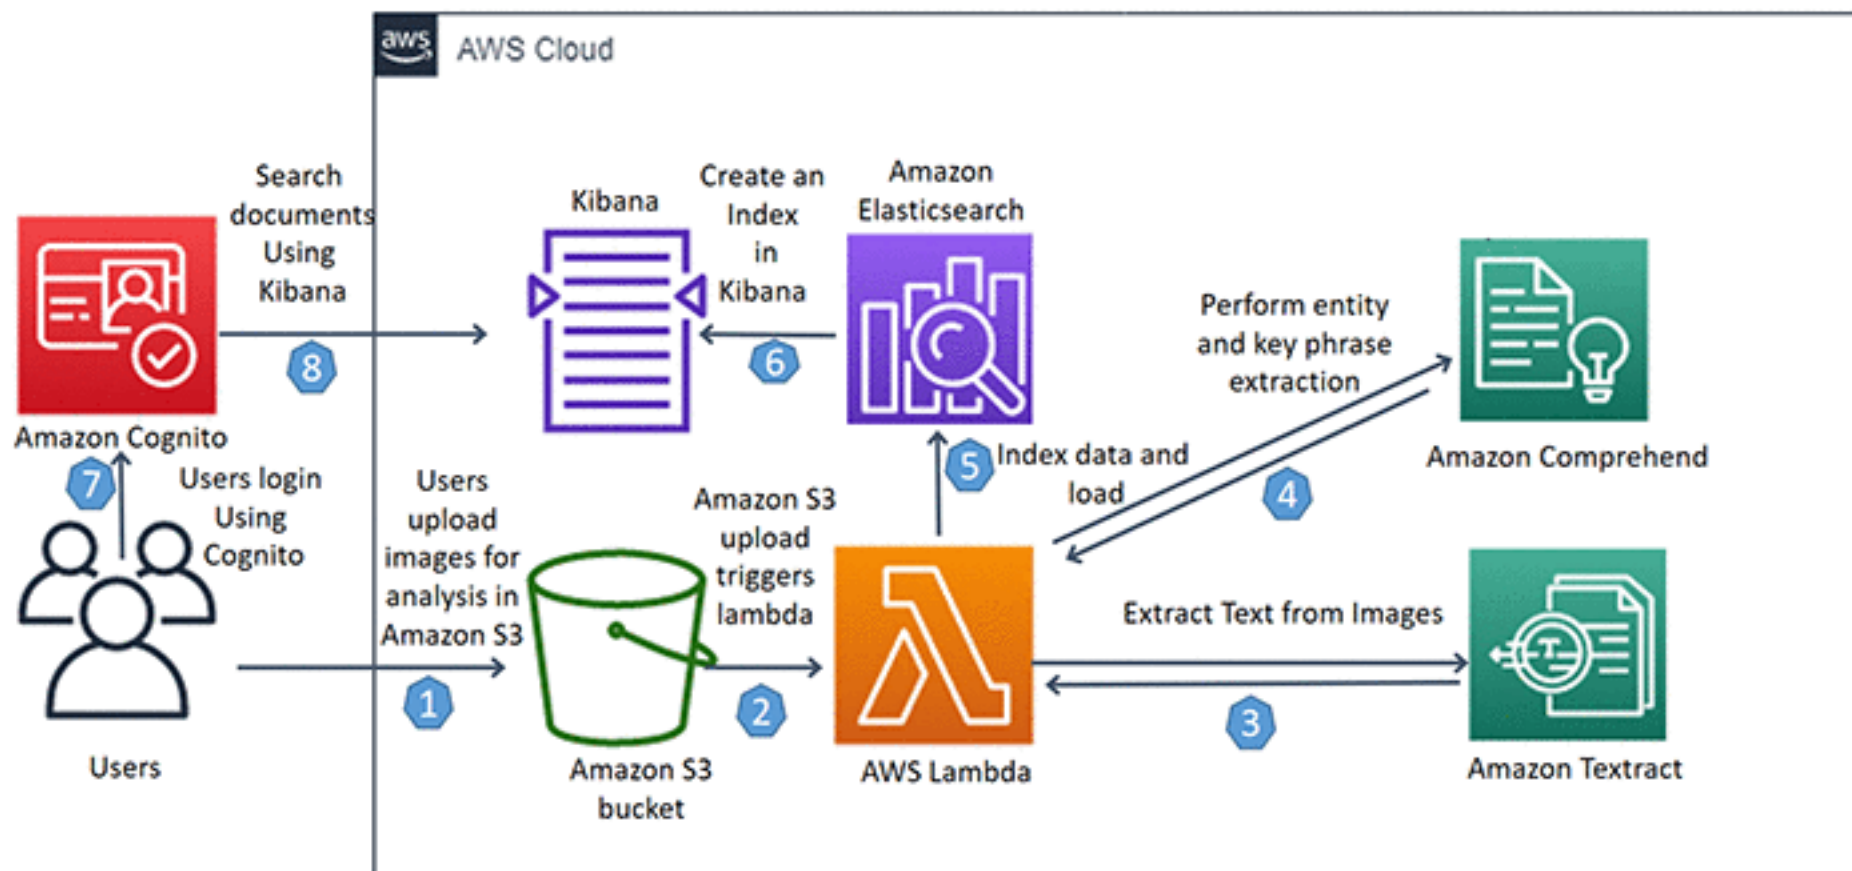 aws
AWS Cloud
Search
documents
Using
Kibana
8
Kibana
Create an
Index
in
Kibana
6
Amazon
Elasticsearch
Perform entity
and key phrase
extraction
4
Amazon Comprehend
Amazon Cognito
7
Users login
Using
Cognito
Users
Users
upload
images for
analysis in
Amazon S3
1
Amazon S3
bucket
Amazon S3
upload
triggers
lambda
2
5
Index data and
load
AWS Lambda
Extract Text from Images
3
T
Amazon Textract